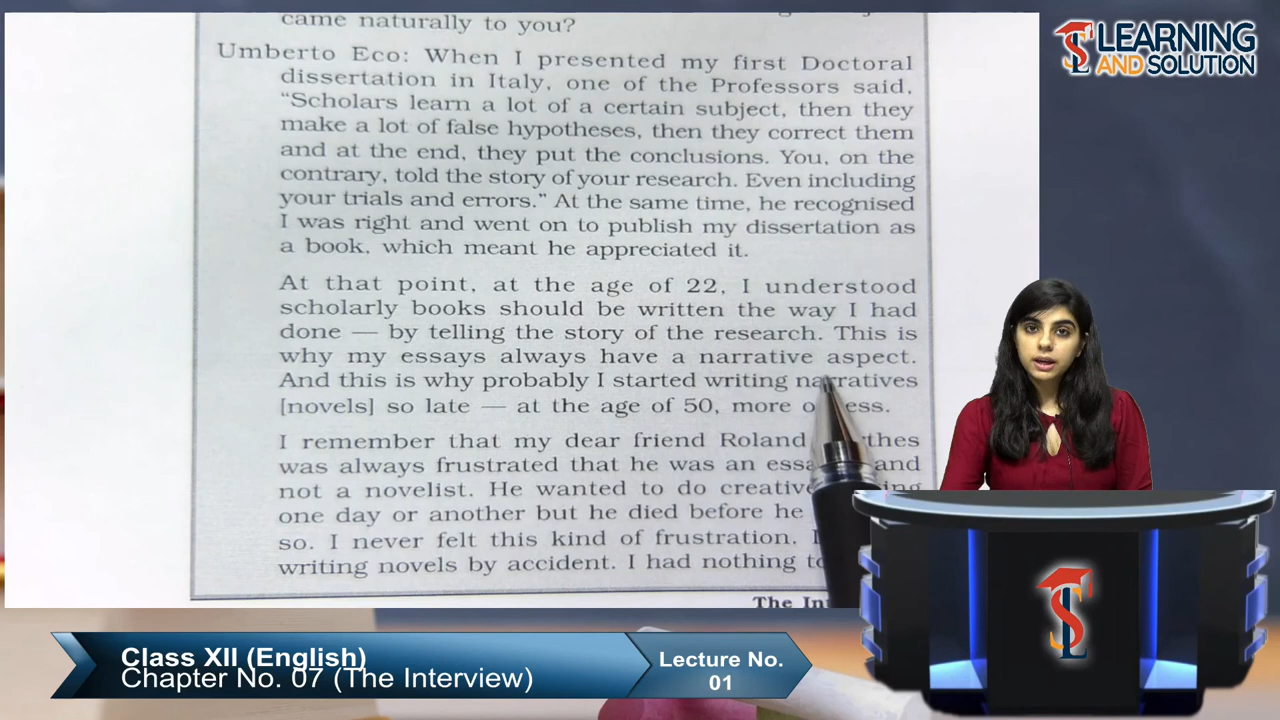 came naturally to you?
Umberto Eco: When I presented my first Doctoral
dissertation in Italy, one of the Professors said,
“Scholars learn a lot of a certain subject, then they
make a lot of false hypotheses, then they correct them
and at the end, they put the conclusions. You, on the
contrary, told the story of your research. Even including
your trials and errors.” At the same time, he recognised
I was right and went on to publish my dissertation as
a book, which meant he appreciated it.
At that point, at the age of 22, I understood
scholarly books should be written the way I had
done — by telling the story of the research. This is
why my essays always have a narrative aspect.
And this is why probably I started writing narratives
[novels] so late — at the age of 50, more
I remember that my dear friend Roland
was always frustrated that he was an and
not a novelist. He wanted to do creative
one day or another but he died before he
so. I never felt this kind of frustration.
writing novels by accident. I had nothing
The
LEARNING
AND SOLUTION
Class XII (English)
Chapter No. 07 (The Interview)
Lecture No.
01